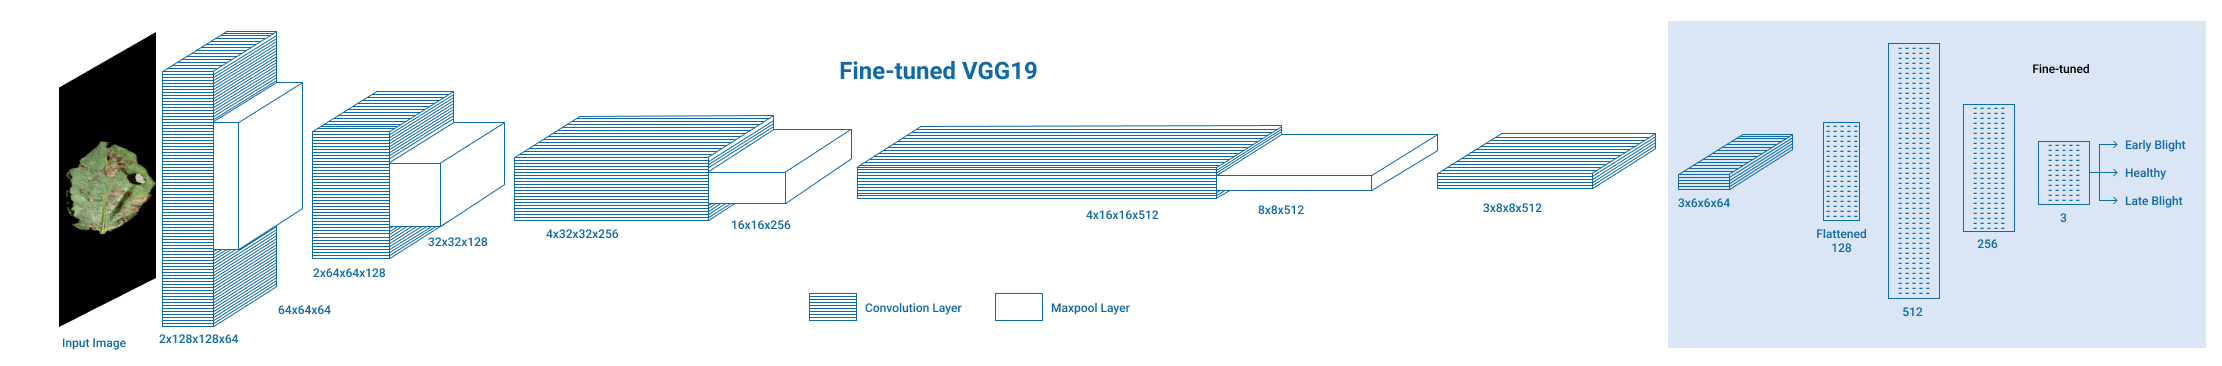 Fine-tuned VGG19
Input Image
2x128x128x64
64x64x64
2x64x64x128
32x32x128
4x32x32x256
16x16x256
4x16x16x512
8x8x512
3x8x8x512
Convolution Layer
Maxpool Layer
Fine-tuned
3x6x6x64
Flattened
128
512
256
3
Early Blight
Healthy
Late Blight